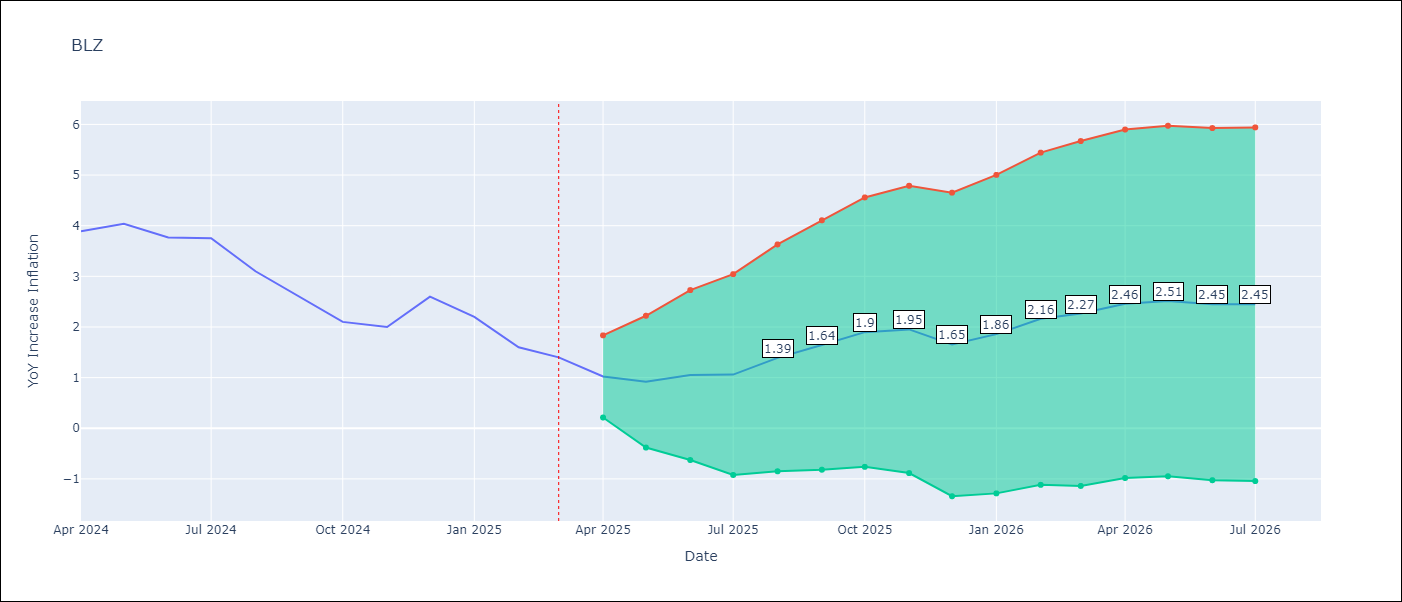 BLZ
YoY Increase Inflation
6
5
4
3
2
1
0
−1
1.39
1.64
1.9
1.95
1.65
1.86
2.16
2.27
2.46
2.51
2.45
2.45
Apr 2024
Jul 2024
Oct 2024
Jan 2025
Apr 2025
Jul 2025
Oct 2025
Jan 2026
Apr 2026
Jul 2026
Date